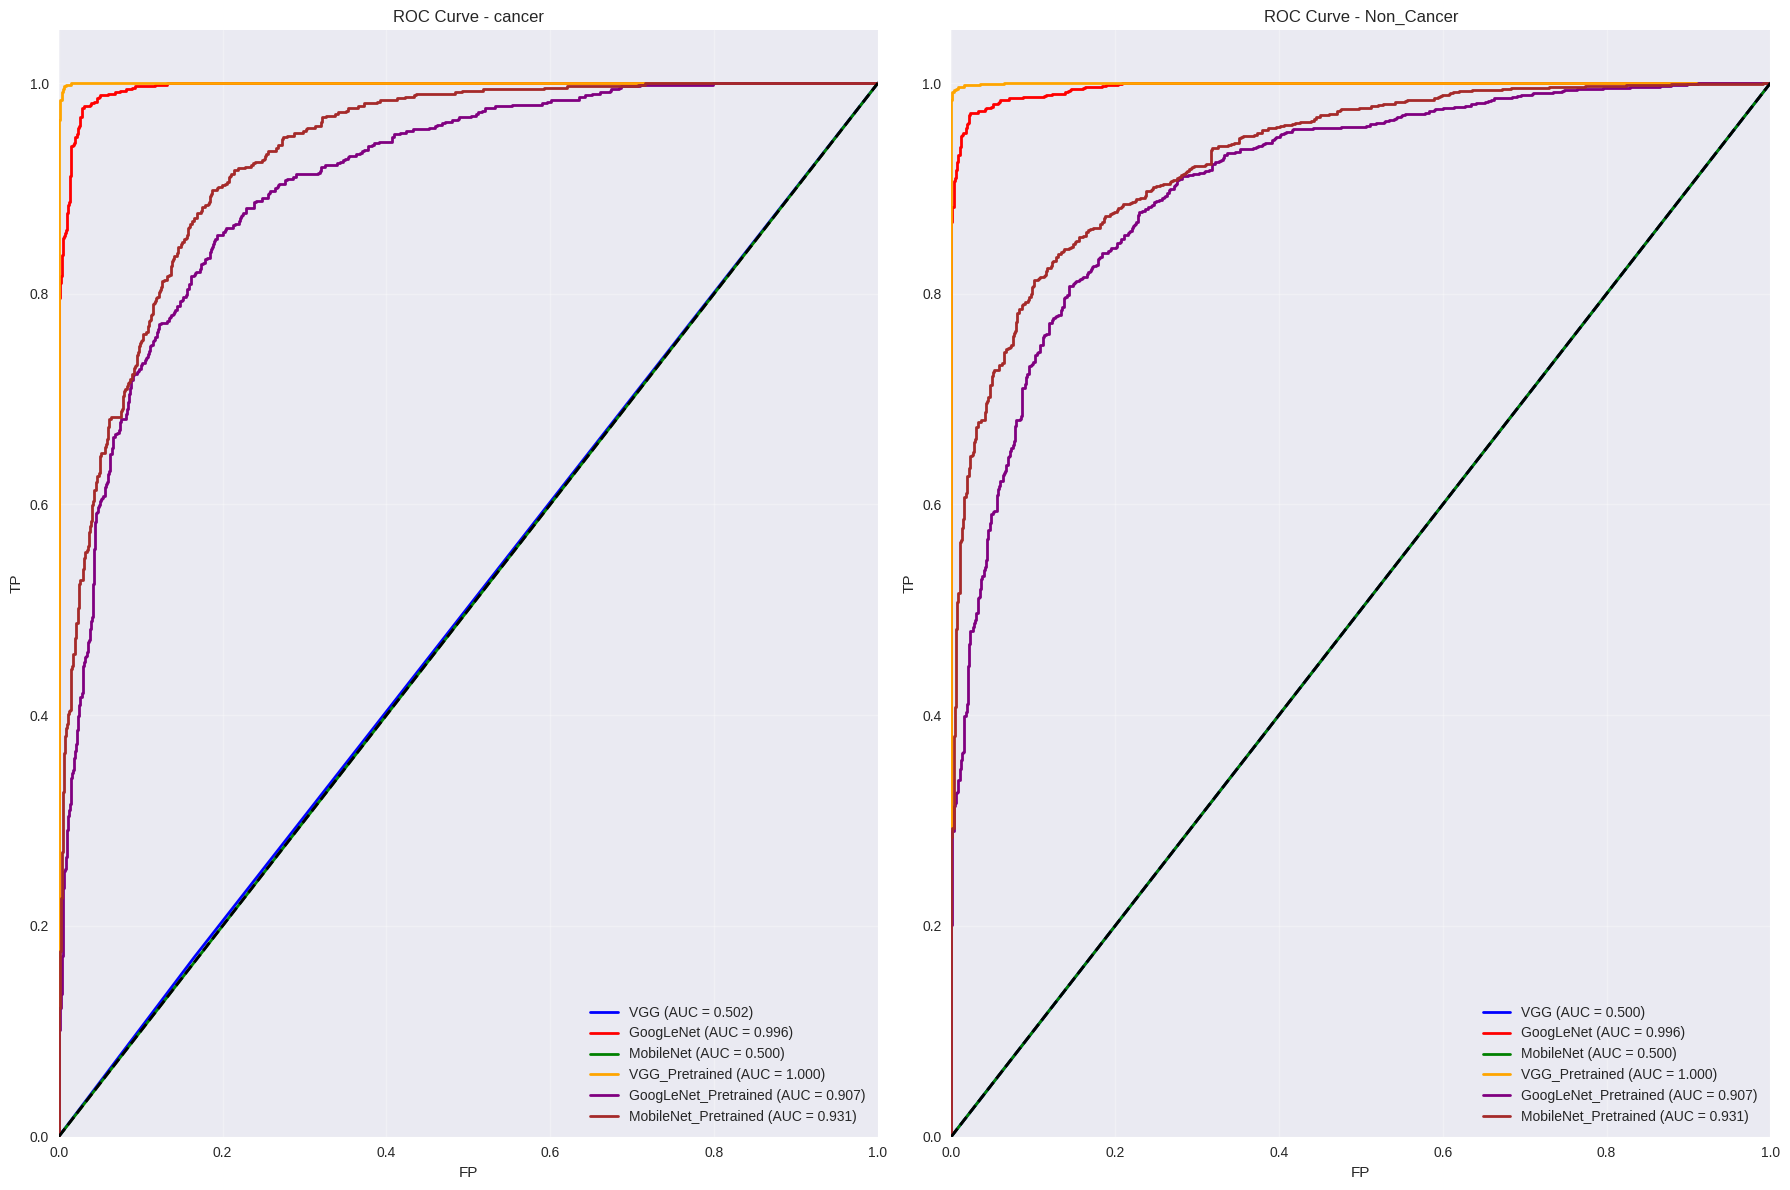 ROC Curve - cancer
1.0
0.8
0.6
0.4
0.2
0.0
TP
0.0 0.2 0.4 0.6 0.8 1.0
FP
VGG (AUC = 0.502)
GoogLeNet (AUC = 0.996)
MobileNet (AUC = 0.500)
VGG_Pretrained (AUC = 1.000)
GoogLeNet_Pretrained (AUC = 0.907)
MobileNet_Pretrained (AUC = 0.931)
ROC Curve - Non_Cancer
1.0
0.8
0.6
0.4
0.2
0.0
TP
0.0 0.2 0.4 0.6 0.8 1.0
FP
VGG (AUC = 0.500)
GoogLeNet (AUC = 0.996)
MobileNet (AUC = 0.500)
VGG_Pretrained (AUC = 1.000)
GoogLeNet_Pretrained (AUC = 0.907)
MobileNet_Pretrained (AUC = 0.931)